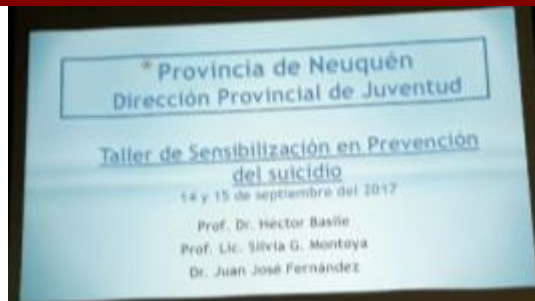 * Provincia de Neuquén
Dirección Provincial de Juventud
Taller de Sensibilización en Prevención
del suicidio
14 y 15 de septiembre del 2017
Prof. Dr. Hector Basile
Prof. Lic. Silvia G. Montoya
Dr. Juan José Fernández